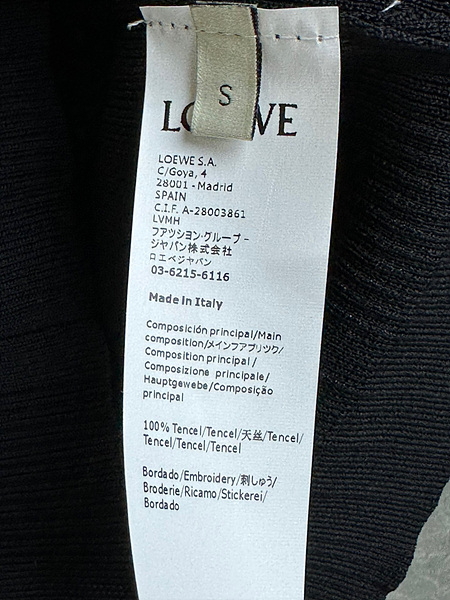 S
LOEWE
LOEWE S.A.
C/Goya, 4
28001 - Madrid
SPAIN
C.I.F. A-28003861
LVMH
ファツション·グループ-
ジャパン株式会社
ロエベジャパン
03-6215-6116
Made in Italy
Composición principal/Main
composition/メインフアブリツク/
Composition principal /
Composizione principale/
Hauptgewebe/Composição
principal
100% Tencel/Tencel/天丝/Tencel/
Tencel/Tencel/Tencel
Bordado/Embroidery/刺しゅう/
Broderie/Ricamo/Stickerei/
Bordado